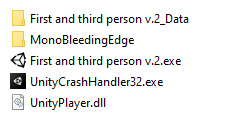 First and third person v.2_Data
MonoBleedingEdge
First and third person v.2.exe
UnityCrashHandler32.exe
UnityPlayer.dll